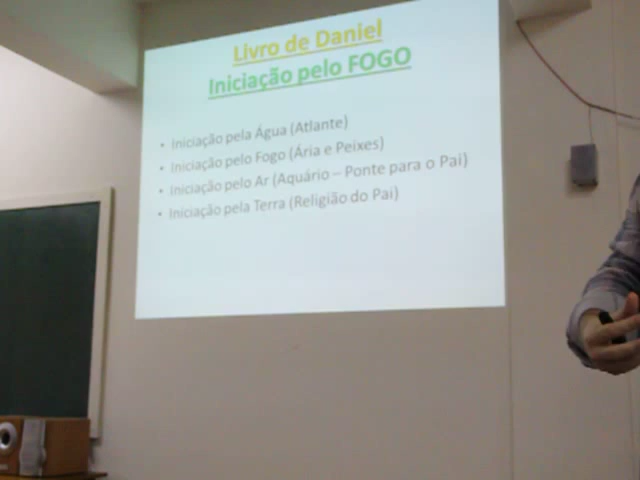 Livro de Daniel
Iniciação pelo FOGO
• Iniciação pela Água (Atlante)
• Iniciação pelo Fogo (Ária e Peixes)
• Iniciação pelo Ar (Aquário – Ponte para o Pai)
• Iniciação pela Terra (Religião do Pai)